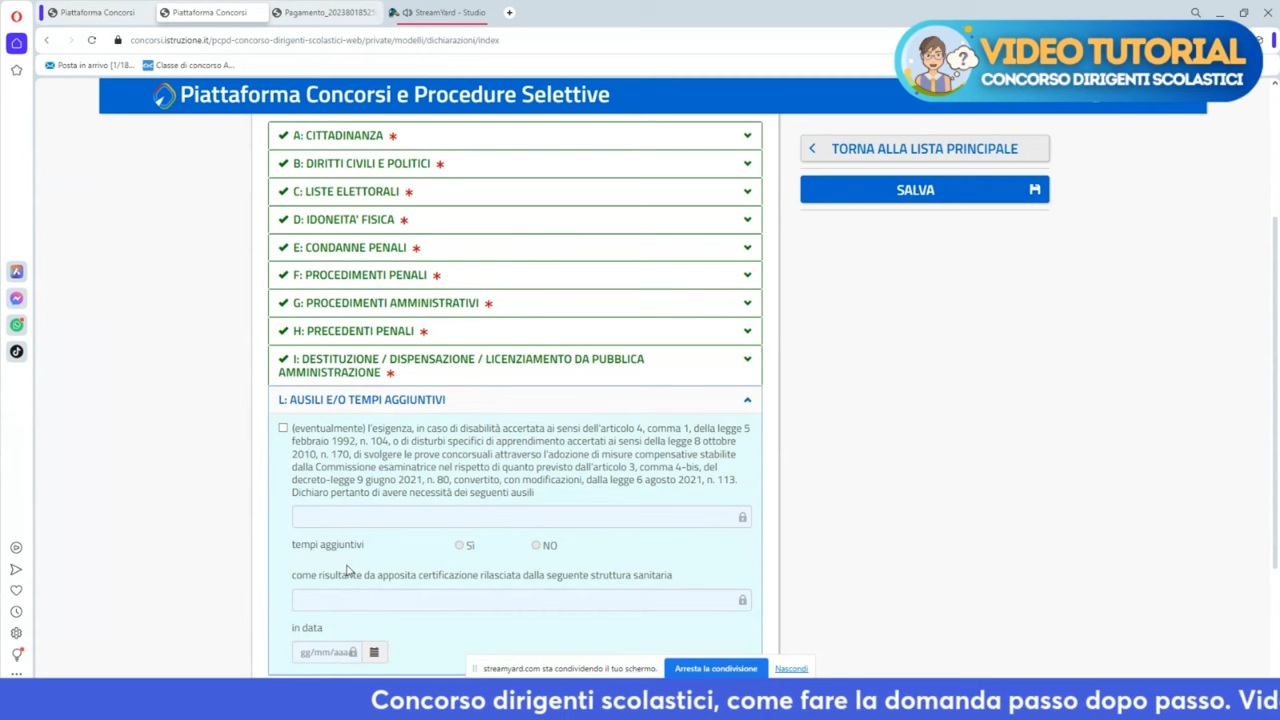 Piattaforma Concorsi
Piattaforma Concorsi
Pagamento_2023801852
StreamYard - Studio
concorsi.istruzione.it/pcpd-concorso-dirigenti-scolastici-web/private/modelli/dichiarazioni/index
Posta in arrivo [1/18...
Classe di concorso A...
VIDEO TUTORIAL
CONCORSO DIRIGENTI SCOLASTICI
Piattaforma Concorsi e Procedure Selettive
A: CITTADINANZA *
B: DIRITTI CIVILI E POLITICI *
C: LISTE ELETTORALI *
D: IDONEITA' FISICA *
E: CONDANNE PENALI *
F: PROCEDIMENTI PENALI *
G: PROCEDIMENTI AMMINISTRATIVI *
H: PRECEDENTI PENALI *
I: DESTITUZIONE / DISPENSAZIONE / LICENZIAMENTO DA PUBBLICA
AMMINISTRAZIONE *
L: AUSILI E/O TEMPI AGGIUNTIVI
(eventualmente) l'esigenza, in caso di disabilità accertata ai sensi dell'articolo 4, comma 1, della legge 5
febbraio 1992, n. 104, o di disturbi specifici di apprendimento accertati ai sensi della legge 8 ottobre
2010, n. 170, di svolgere le prove concorsuali attraverso l'adozione di misure compensative stabilite
dalla Commissione esaminatrice nel rispetto di quanto previsto dall'articolo 3, comma 4-bis, del
decreto-legge 9 giugno 2021, n. 80, convertito, con modificazioni, dalla legge 6 agosto 2021, n. 113.
Dichiaro pertanto di avere necessità dei seguenti ausili
tempi aggiuntivi
Sì
NO
come risultante da apposita certificazione rilasciata dalla seguente struttura sanitaria
in data
gg/mm/aaaa
TORNA ALLA LISTA PRINCIPALE
SALVA
streamyard.com sta condividendo il tuo schermo.
Arresta la condivisione
Nascondi
Concorso dirigenti scolastici, come fare la domanda passo dopo passo. Vid